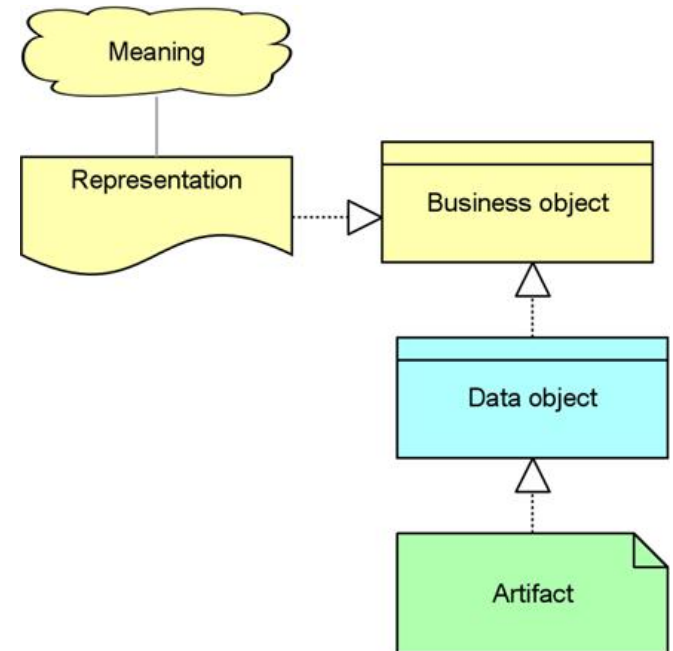 Meaning
Representation
Business object
Data object
Artifact